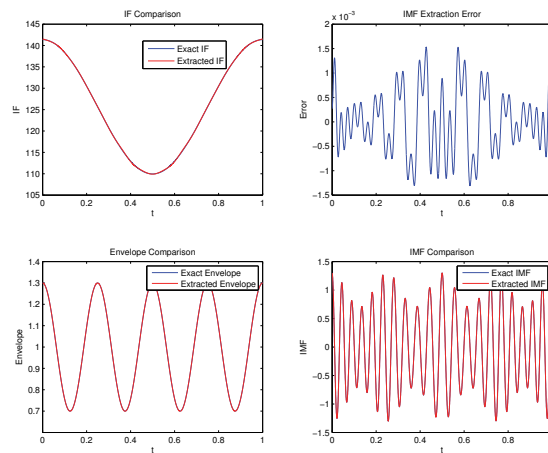 IF Comparison
145
140
135
130
125
120
115
110
105
0
0.2
0.4
0.6
0.8
1
IF
t
Exact IF
Extracted IF
IMF Extraction Error
x 10⁻³
2
1.5
1
0.5
0
−0.5
−1
−1.5
0
0.2
0.4
0.6
0.8
Error
t
Envelope Comparison
1.4
1.3
1.2
1.1
1
0.9
0.8
0.7
0
0.2
0.4
0.6
0.8
1
Envelope
t
Exact Envelope
Extracted Envelope
IMF Comparison
1.5
1
0.5
0
−0.5
−1
−1.5
0
0.2
0.4
0.6
0.8
IMF
t
Exact IMF
Extracted IMF